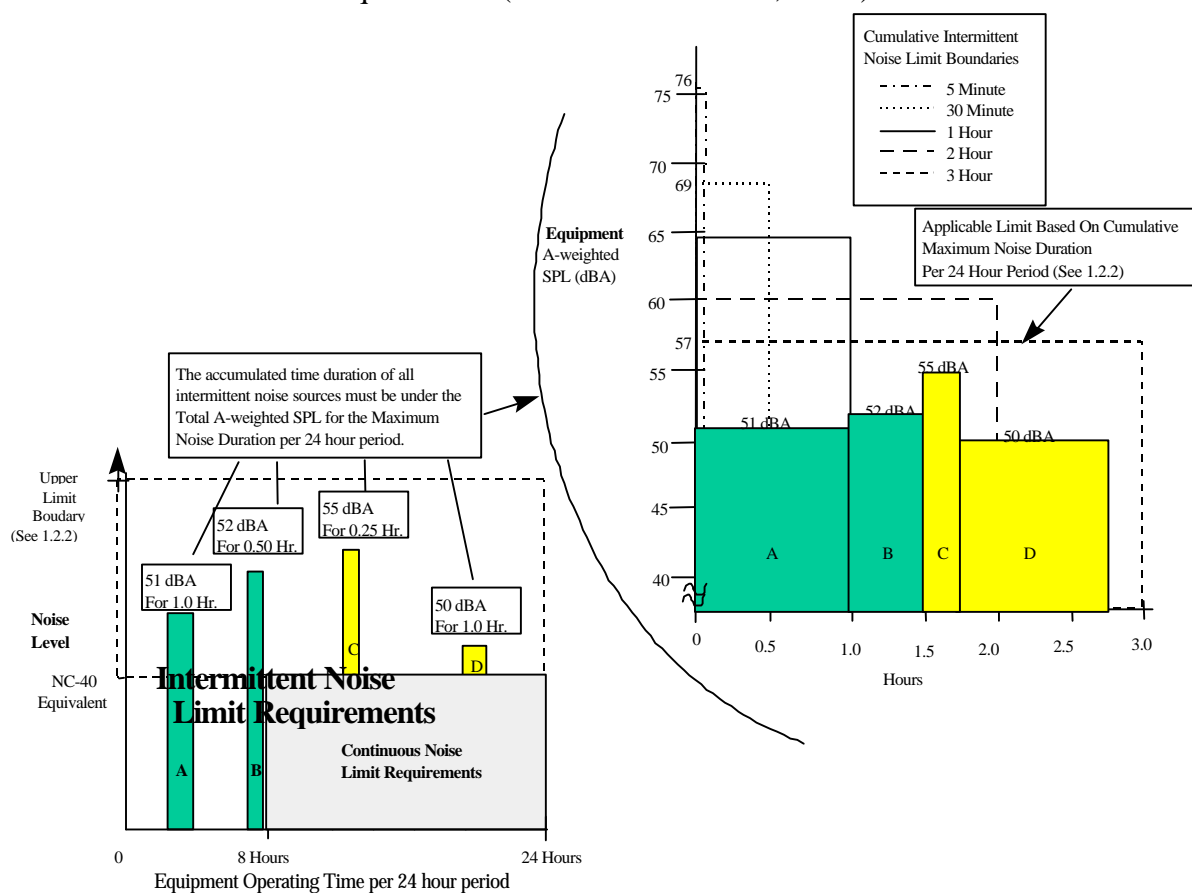 Cumulative Intermittent
Noise Limit Boundaries
5 Minute
30 Minute
1 Hour
2 Hour
3 Hour
76
75
70
69
65
60
57
55
50
45
40
Equipment
A-weighted
SPL (dBA)
Applicable Limit Based On Cumulative
Maximum Noise Duration
Per 24 Hour Period (See 1.2.2)
51 dBA
52 dBA
55 dBA
50 dBA
A
B
C
D
0
0.5
1.0
1.5
2.0
2.5
3.0
Hours
The accumulated time duration of all
intermittent noise sources must be under the
Total A-weighted SPL for the Maximum
Noise Duration per 24 hour period.
Upper
Limit
Boudary
(See 1.2.2)
Noise
Level
NC-40
Equivalent
51 dBA
For 1.0 Hr.
52 dBA
For 0.50 Hr.
55 dBA
For 0.25 Hr.
50 dBA
For 1.0 Hr.
C
D
Intermittent Noise
Limit Requirements
Continuous Noise
Limit Requirements
A
B
0
8 Hours
24 Hours
Equipment Operating Time per 24 hour period